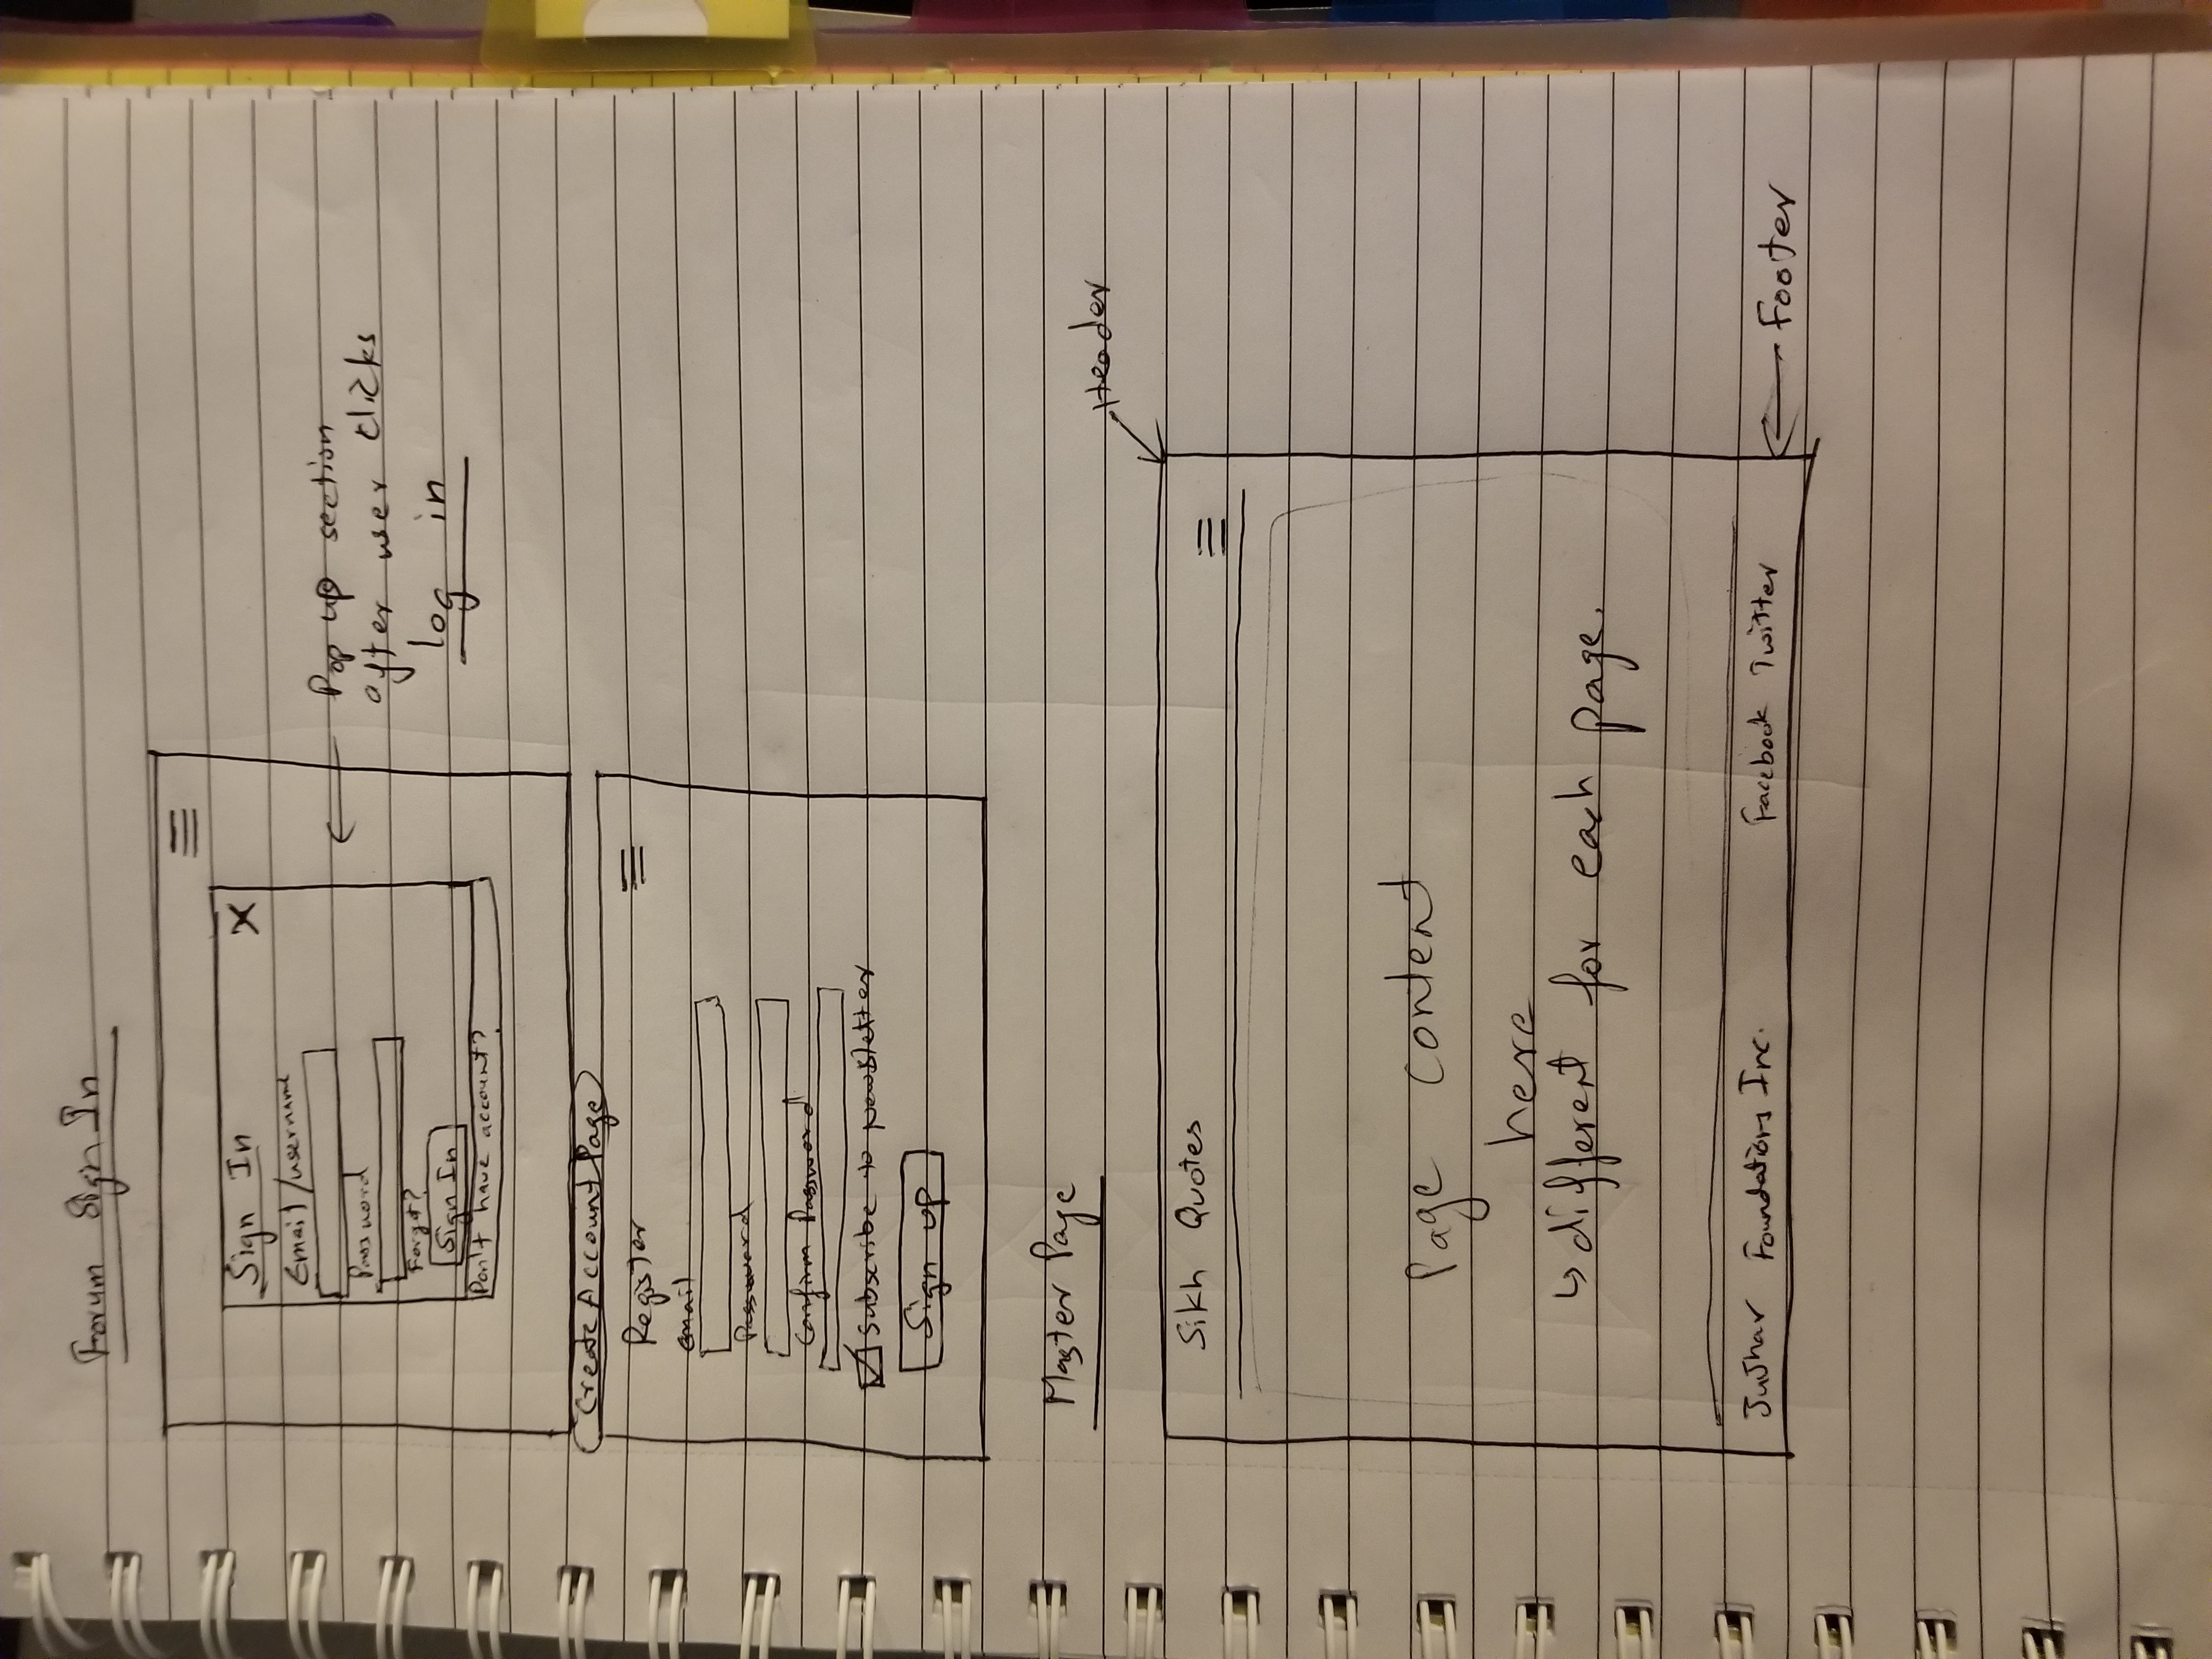 Forum Sign In
Sign In X
Email/username
Password
Forgot?
Sign In
Don't have account?
Pop up section
after user clicks
log in
Create Account Page
Register
email
Password
Confirm Password
Subscribe to Newsletter
Sign up
Master Page
Header
Sikh Quotes
Page content
here
↳ different for each page.
JuJhar Foundations Inc. Facebook Twitter
Footer